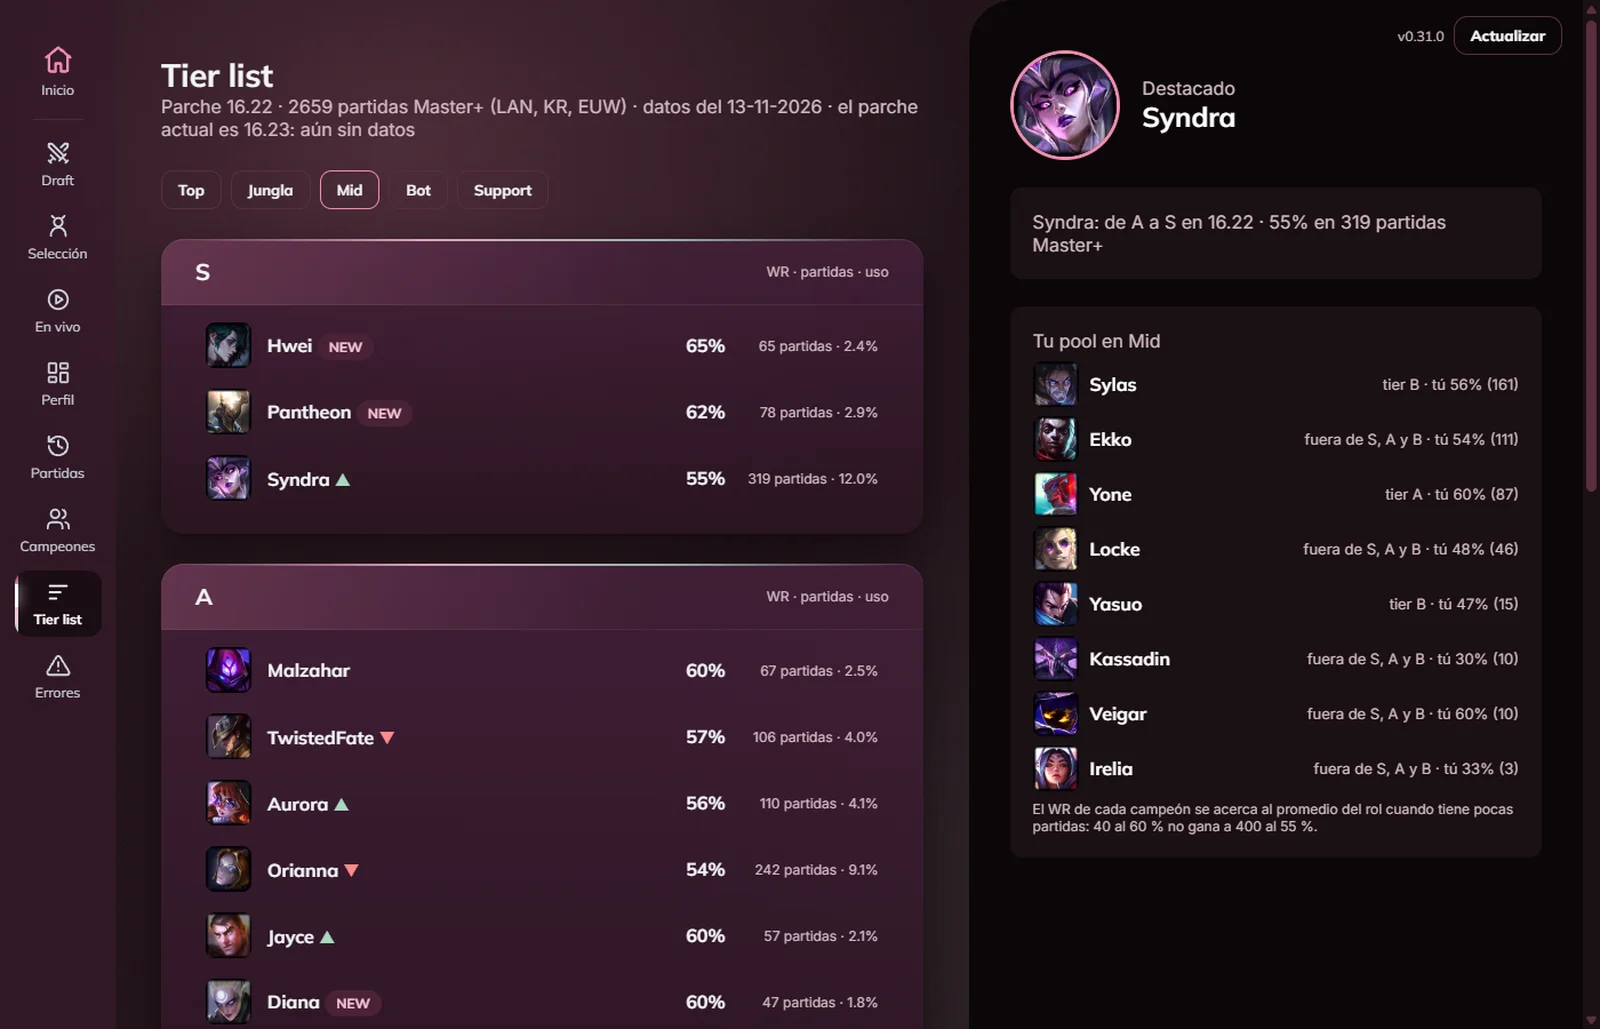 Inicio
Draft
Selección
En vivo
Perfil
Partidas
Campeones
Tier list
Errores
Tier list
Parche 16.22 · 2659 partidas Master+ (LAN, KR, EUW) · datos del 13-11-2026 · el parche
actual es 16.23: aún sin datos
Top Jungla Mid Bot Support
S WR · partidas · uso
Hwei NEW 65% 65 partidas · 2.4%
Pantheon NEW 62% 78 partidas · 2.9%
Syndra ▲ 55% 319 partidas · 12.0%
A WR · partidas · uso
Malzahar 60% 67 partidas · 2.5%
TwistedFate ▼ 57% 106 partidas · 4.0%
Aurora ▲ 56% 110 partidas · 4.1%
Orianna ▼ 54% 242 partidas · 9.1%
Jayce ▲ 60% 57 partidas · 2.1%
Diana NEW 60% 47 partidas · 1.8%
v0.31.0 Actualizar
Destacado
Syndra
Syndra: de A a S en 16.22 · 55% en 319 partidas
Master+
Tu pool en Mid
Sylas tier B · tú 56% (161)
Ekko fuera de S, A y B · tú 54% (111)
Yone tier A · tú 60% (87)
Locke fuera de S, A y B · tú 48% (46)
Yasuo tier B · tú 47% (15)
Kassadin fuera de S, A y B · tú 30% (10)
Veigar fuera de S, A y B · tú 60% (10)
Irelia fuera de S, A y B · tú 33% (3)
El WR de cada campeón se acerca al promedio del rol cuando tiene pocas
partidas: 40 al 60 % no gana a 400 al 55 %.